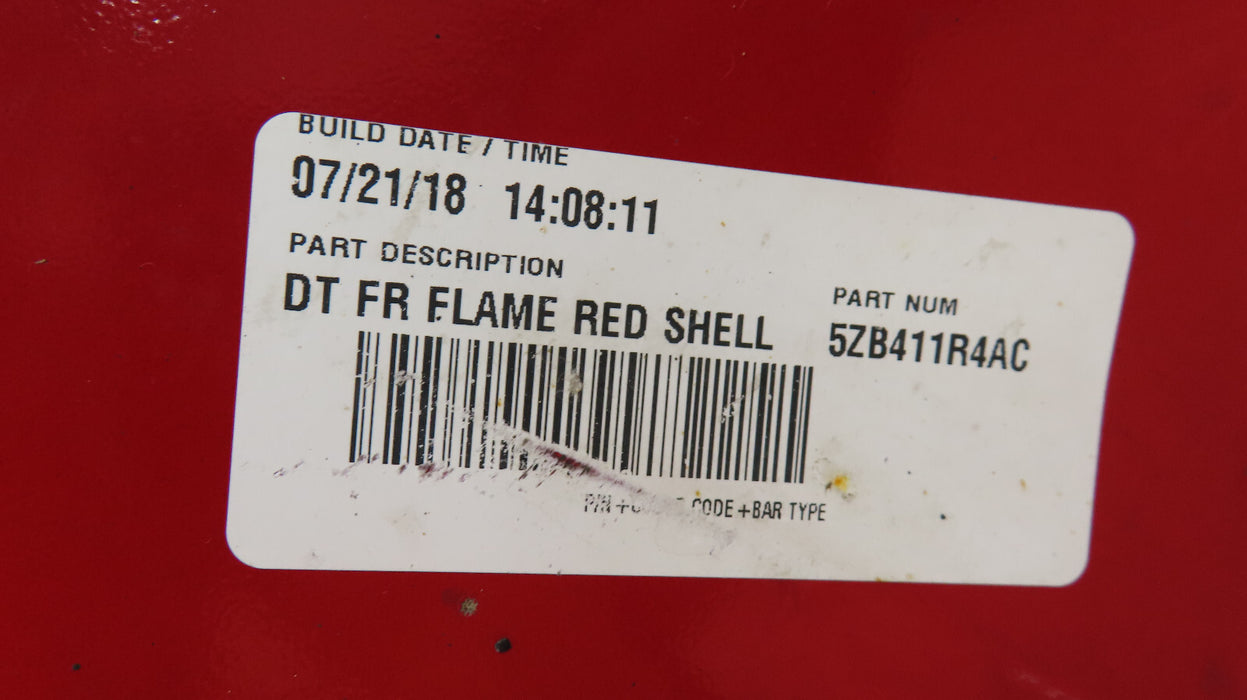 BUILD DATE / TIME
07/21/18 14:08:11
PART DESCRIPTION
DT FR FLAME RED SHELL
PART NUM
5ZB411R4AC
CODE +BAR TYPE